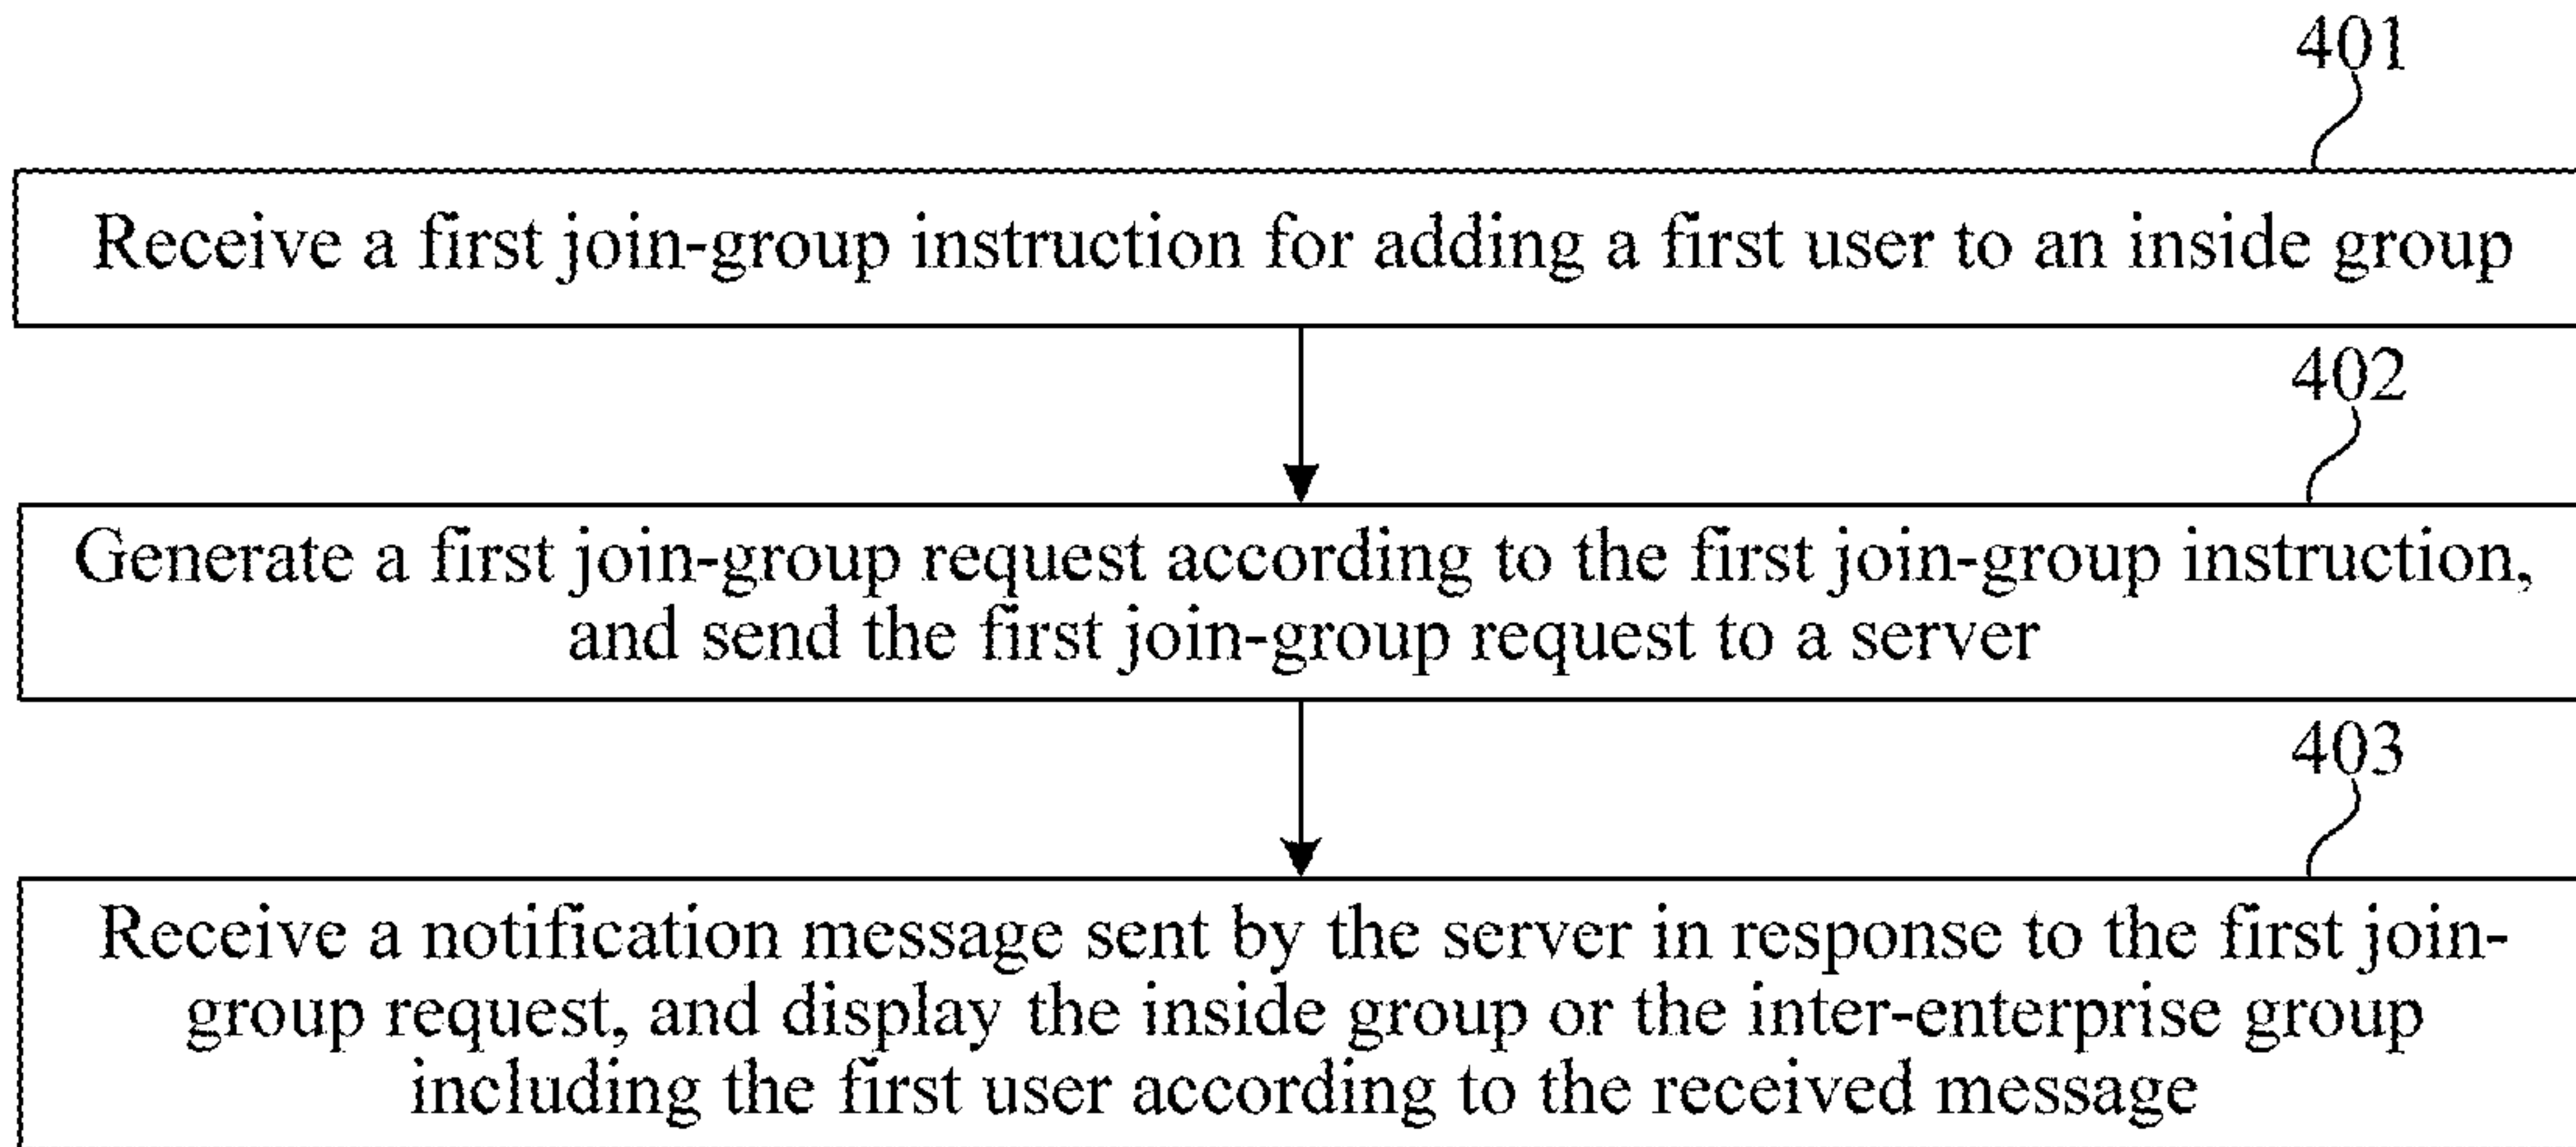 401
Receive a first join-group instruction for adding a first user to an inside group
402
Generate a first join-group request according to the first join-group instruction,
and send the first join-group request to a server
403
Receive a notification message sent by the server in response to the first join-
group request, and display the inside group or the inter-enterprise group
including the first user according to the received message